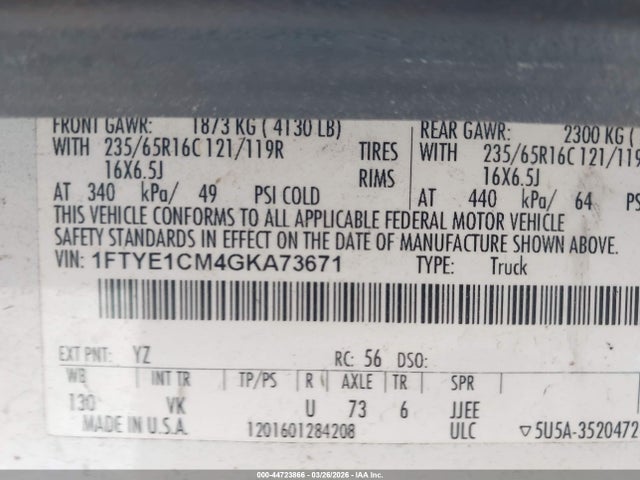 FRONT GAWR: 1873 KG ( 4130 LB) REAR GAWR: 2300 KG
WITH 235/65R16C 121/119R TIRES WITH 235/65R16C 121/119
16X6.5J RIMS 16X6.5J
AT 340 kPa/ 49 PSI COLD AT 440 kPa/ 64
THIS VEHICLE CONFORMS TO ALL APPLICABLE FEDERAL MOTOR VEHICLE
SAFETY STANDARDS IN EFFECT ON THE DATE OF MANUFACTURE SHOWN ABOVE.
VIN: 1FTYE1CM4GKA73671 TYPE: Truck
EXT PNT: YZ RC: 56 DSO:
WB INT TR TP/PS R AXLE TR SPR
130 VK U 73 6 JJEE
MADE IN U.S.A. 1201601284208 ULC ▽5U5A-3520472
000-44723866 | 03/26/2026 | IAA Inc.